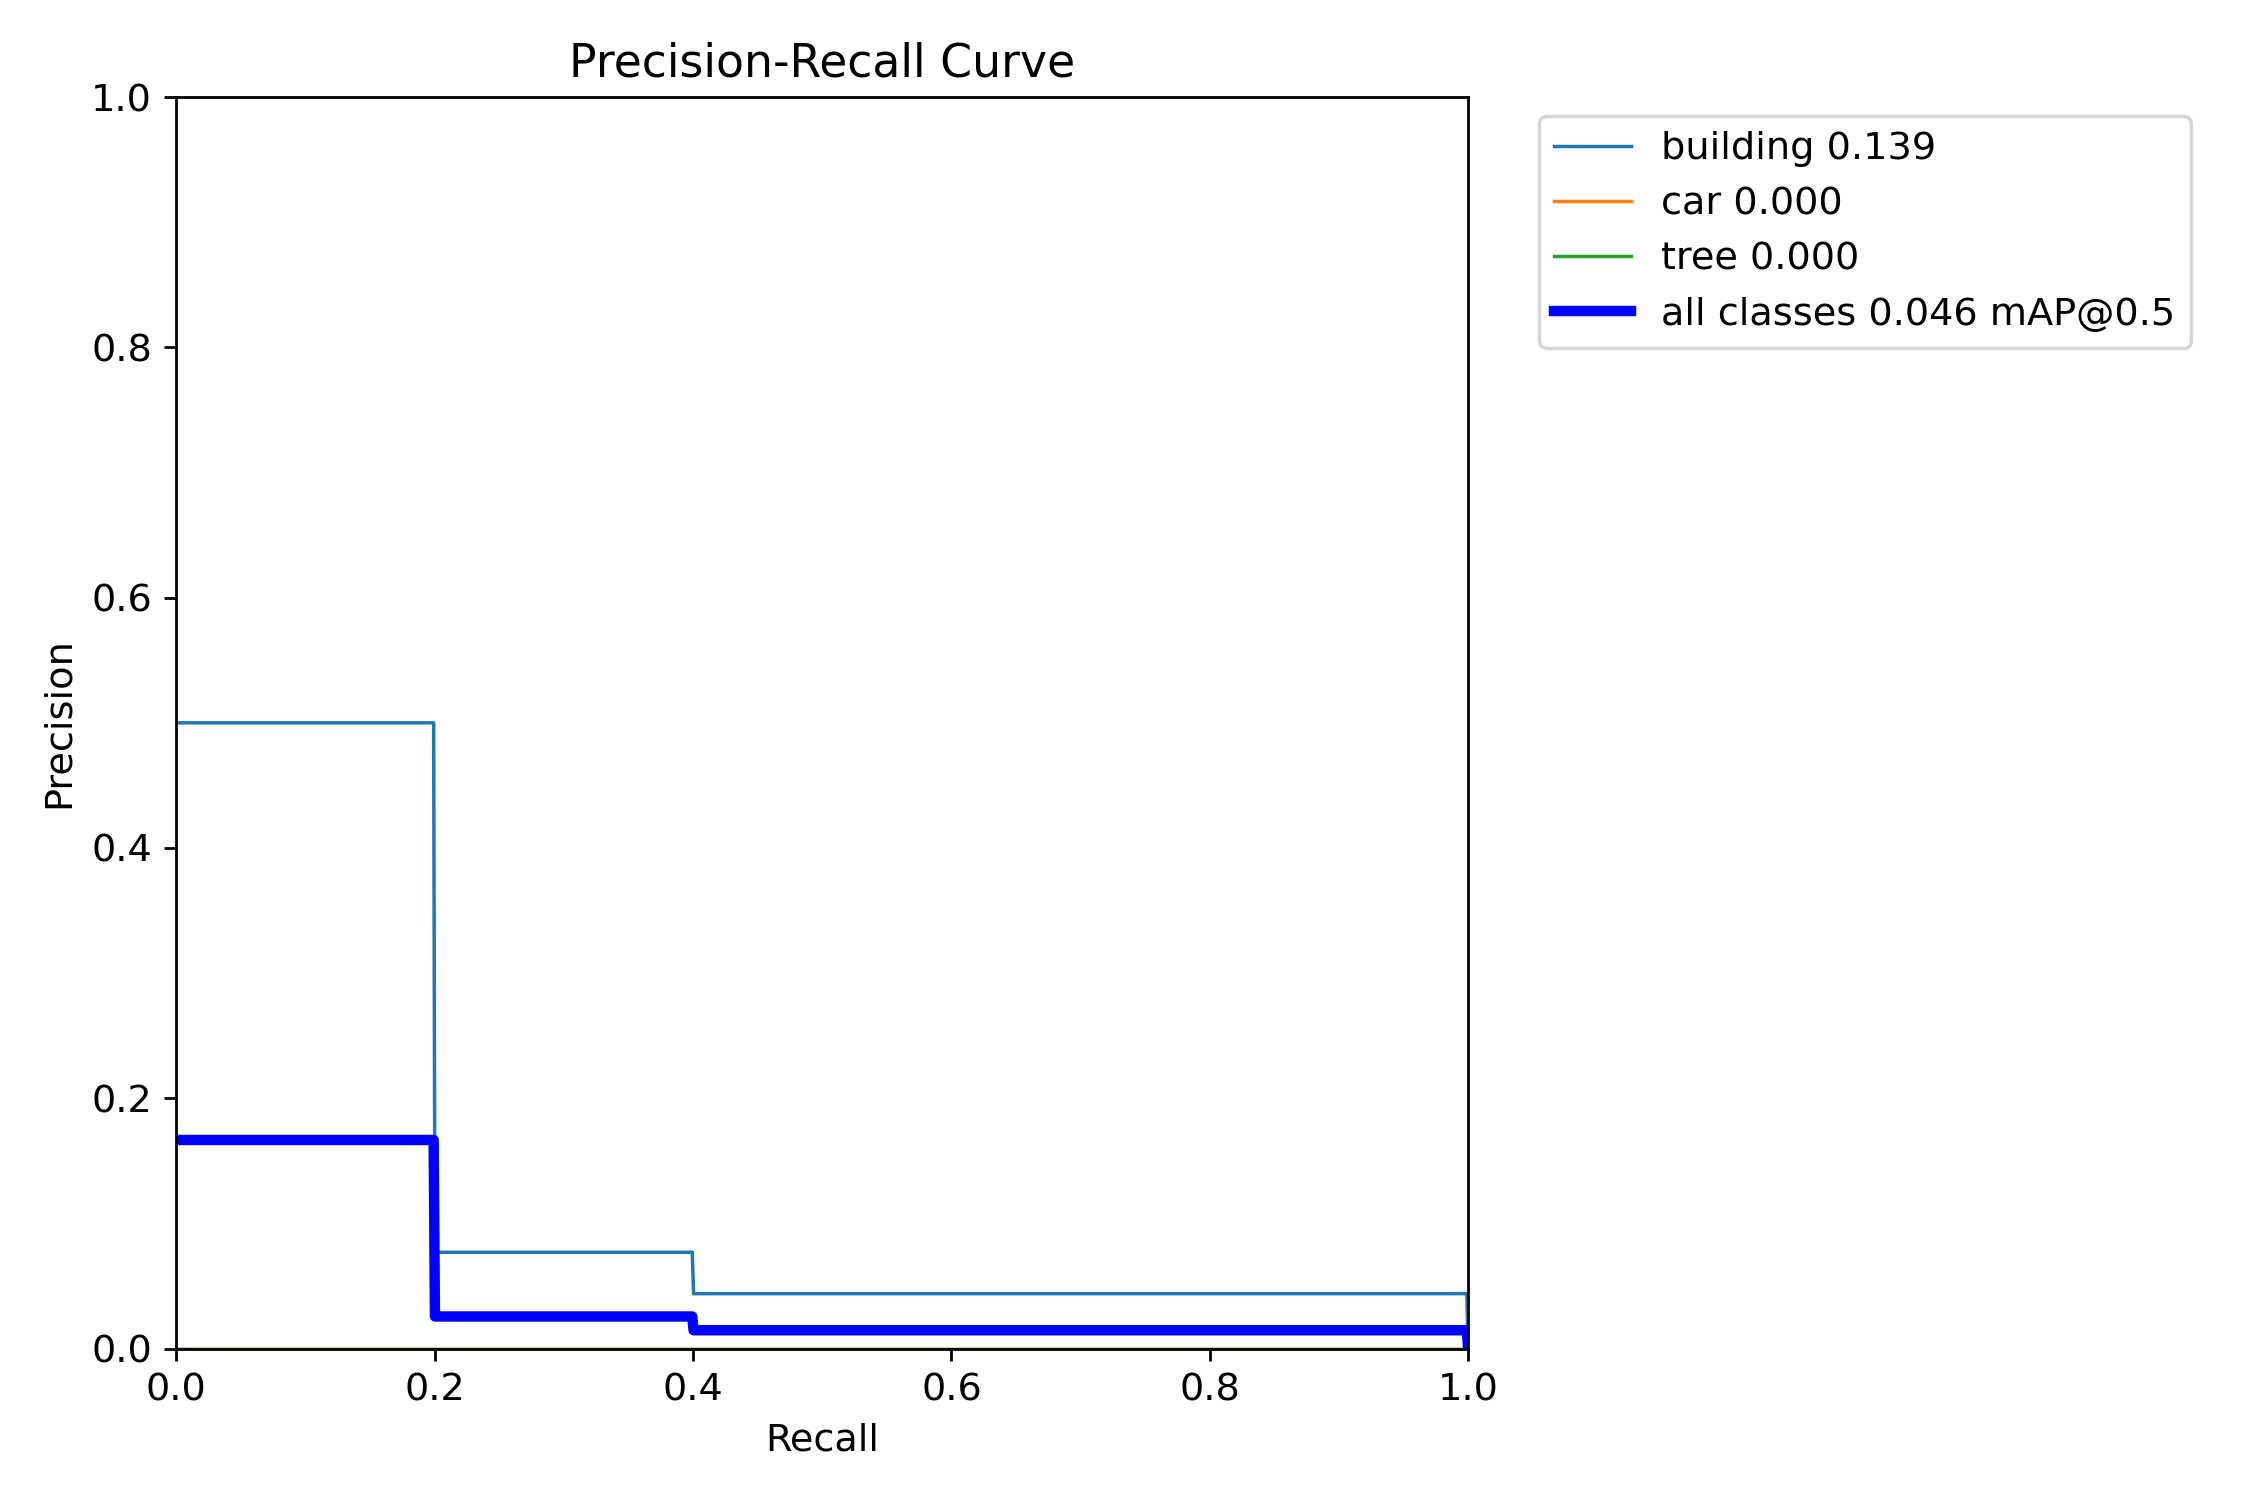 Precision-Recall Curve
1.0
0.8
0.6
0.4
0.2
0.0
Precision
0.0 0.2 0.4 0.6 0.8 1.0
Recall
building 0.139
car 0.000
tree 0.000
all classes 0.046 mAP@0.5